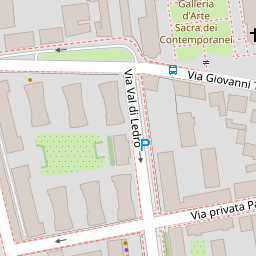 Galleria
d'Arte
Sacra dei
Contemporanei
Via Giovanni
Via Val di Ledro
P
Via privata Pa